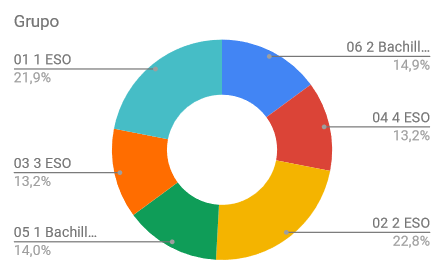 Grupo
06 2 Bachill…
14,9%
01 1 ESO
21,9%
04 4 ESO
13,2%
03 3 ESO
13,2%
02 2 ESO
22,8%
05 1 Bachill…
14,0%